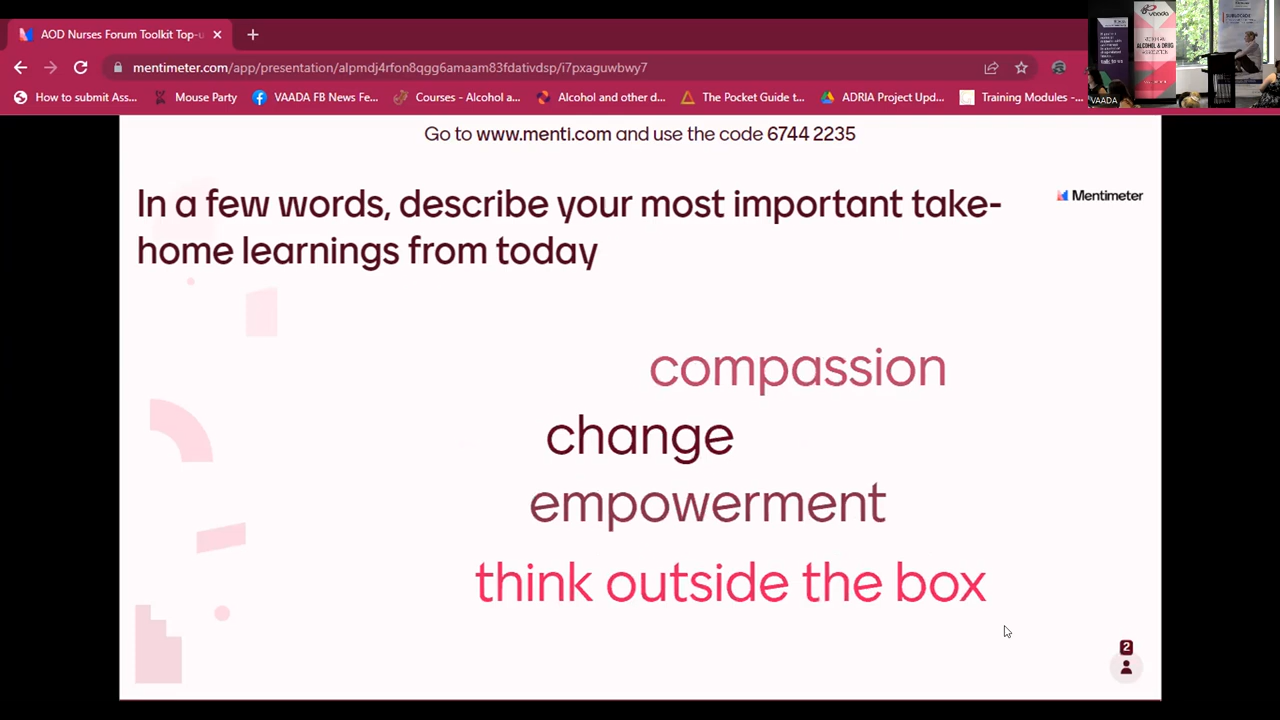 AOD Nurses Forum Toolkit Top-u
mentimeter.com/app/presentation/alpmdj4rfon8qgg6amaam83fdativdsp/i7pxaguwbwy7
How to submit Ass...
Mouse Party
VAADA FB News Fe...
Courses - Alcohol a...
Alcohol and other d...
The Pocket Guide t...
ADRIA Project Upd...
Training Modules -...
vaada
ALCOHOL & DRUG
VAADA
Go to www.menti.com and use the code 6744 2235
In a few words, describe your most important take-
home learnings from today
Mentimeter
compassion
change
empowerment
think outside the box
2